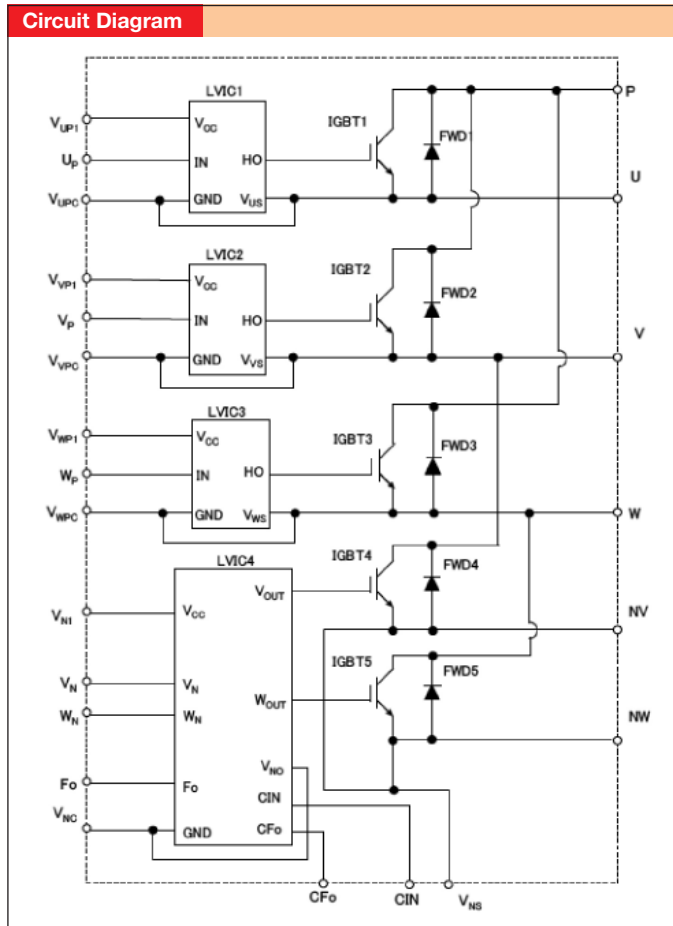 Circuit Diagram
LVIC1
VUP1
VCC
IGBT1
P
FWD1
UP
IN
HO
U
VUPC
GND
VUS
LVIC2
IGBT2
VVP1
VCC
FWD2
VP
IN
HO
V
VVPC
GND
VVS
LVIC3
VWP1
VCC
IGBT3
FWD3
WP
IN
HO
VWPC
GND
VWS
W
LVIC4
IGBT4
FWD4
VOUT
VN1
VCC
NV
IGBT5
FWD5
VN
VN
WN
WN
WOUT
NW
VNO
Fo
Fo
CIN
VNC
GND
CFo
CFo
CIN
VNS